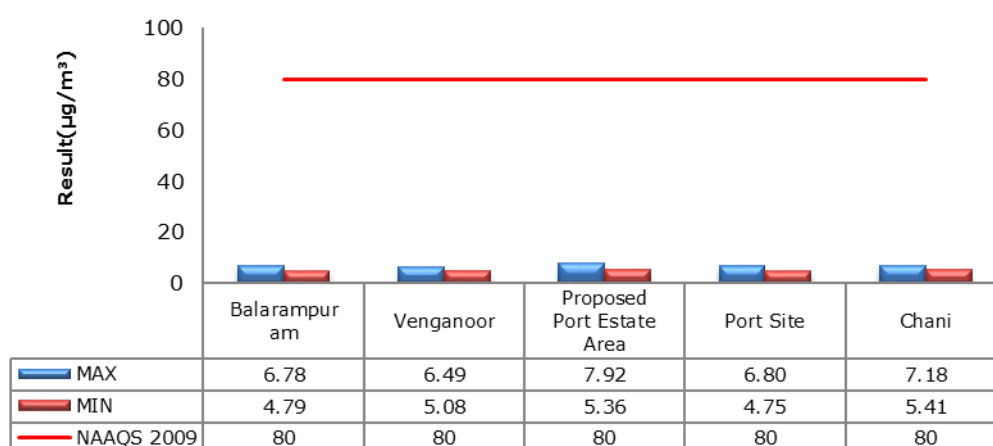 100
80
60
40
20
0
Result(µg/m³)
Balarampur
am
Venganoor
Proposed
Port Estate
Area
Port Site
Chani
MAX 6.78 6.49 7.92 6.80 7.18
MIN 4.79 5.08 5.36 4.75 5.41
NAAQS 2009 80 80 80 80 80